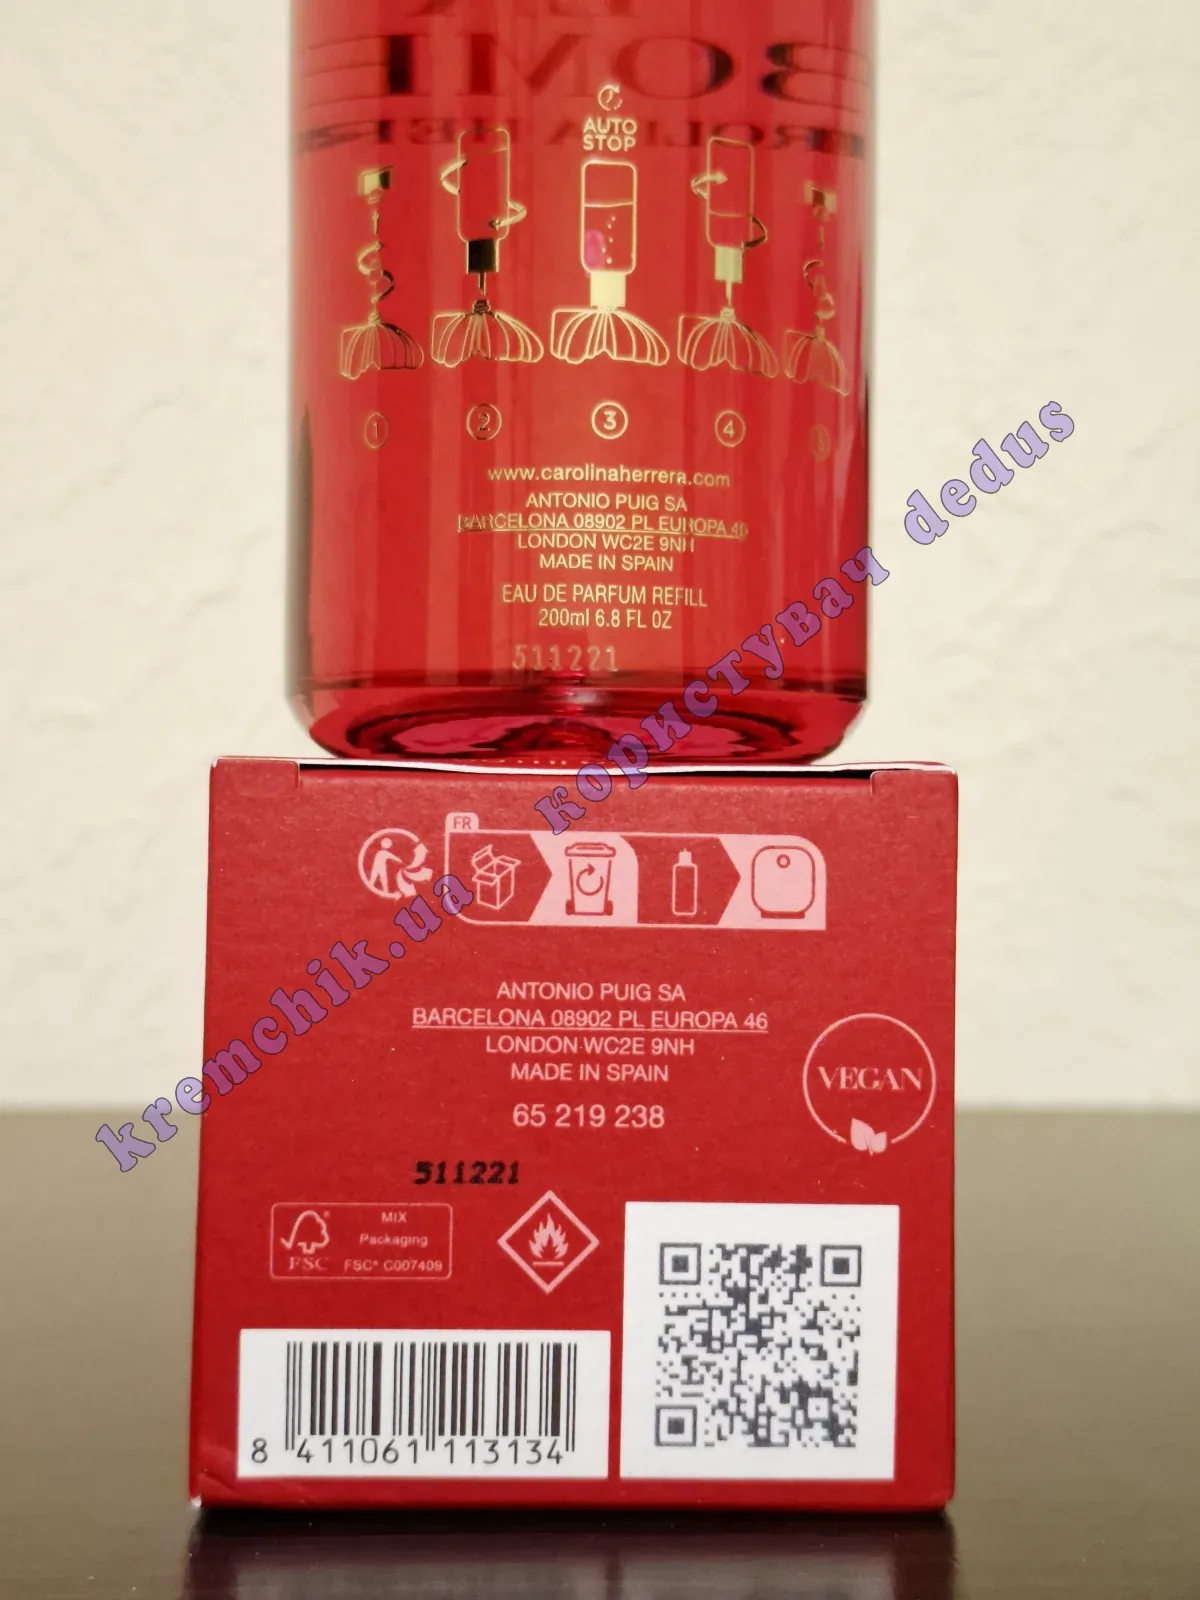 BOMB
AUTO
STOP
1 2 3 4 5
www.carolinaherrera.com
ANTONIO PUIG SA
BARCELONA 08902 PL EUROPA 46
LONDON WC2E 9NH
MADE IN SPAIN
EAU DE PARFUM REFILL
200ml 6.8 FL OZ
511221
FR
ANTONIO PUIG SA
BARCELONA 08902 PL EUROPA 46
LONDON WC2E 9NH
MADE IN SPAIN
65 219 238
VEGAN
511221
MIX
Packaging
FSC® C007409
FSC
8 411061 113134
kremchik.ua користувач dedus